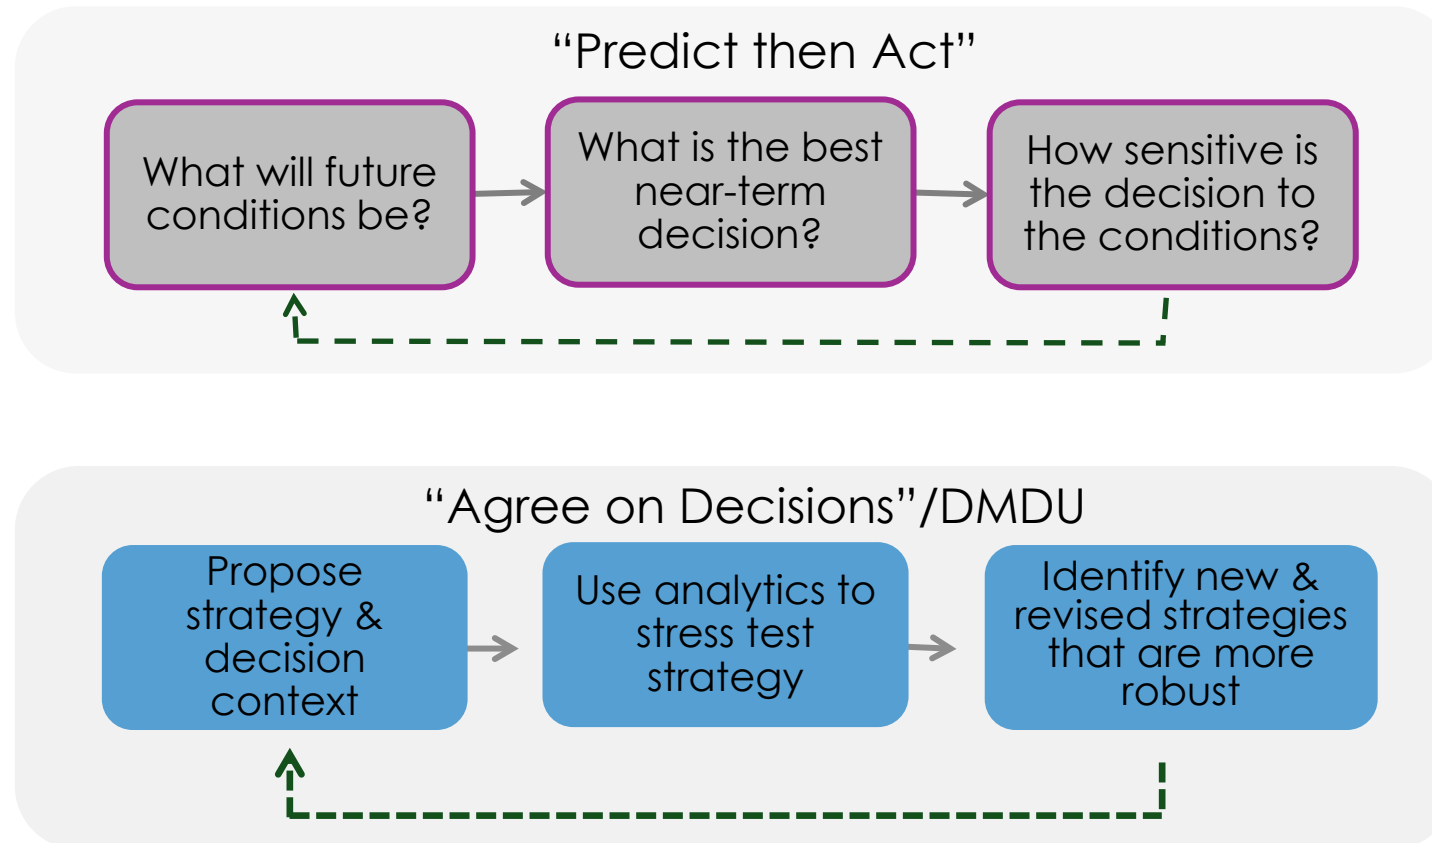 “Predict then Act”
What will future
conditions be?
What is the best
near-term
decision?
How sensitive is
the decision to
the conditions?
“Agree on Decisions”/DMDU
Propose
strategy &
decision
context
Use analytics to
stress test
strategy
Identify new &
revised strategies
that are more
robust